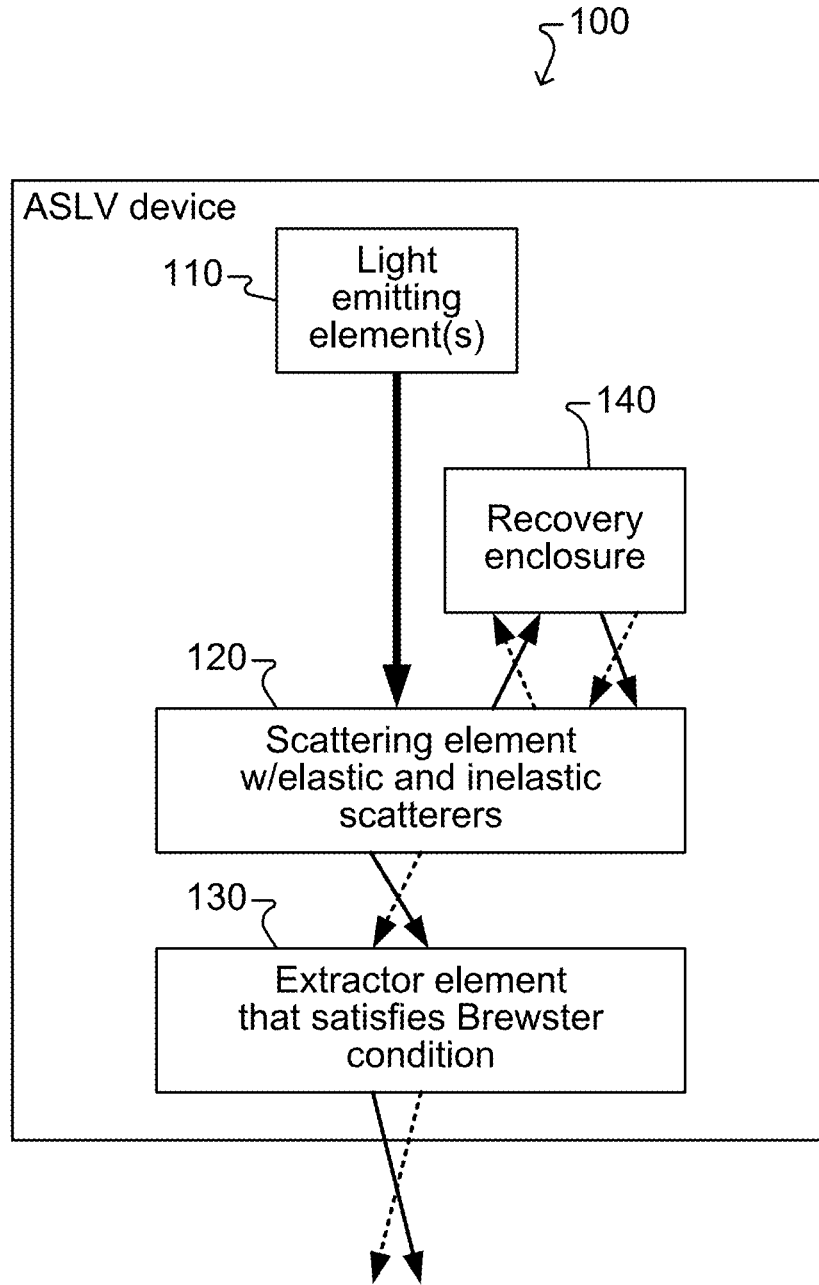 100
ASLV device
110
Light
emitting
element(s)
140
Recovery
enclosure
120
Scattering element
w/elastic and inelastic
scatterers
130
Extractor element
that satisfies Brewster
condition